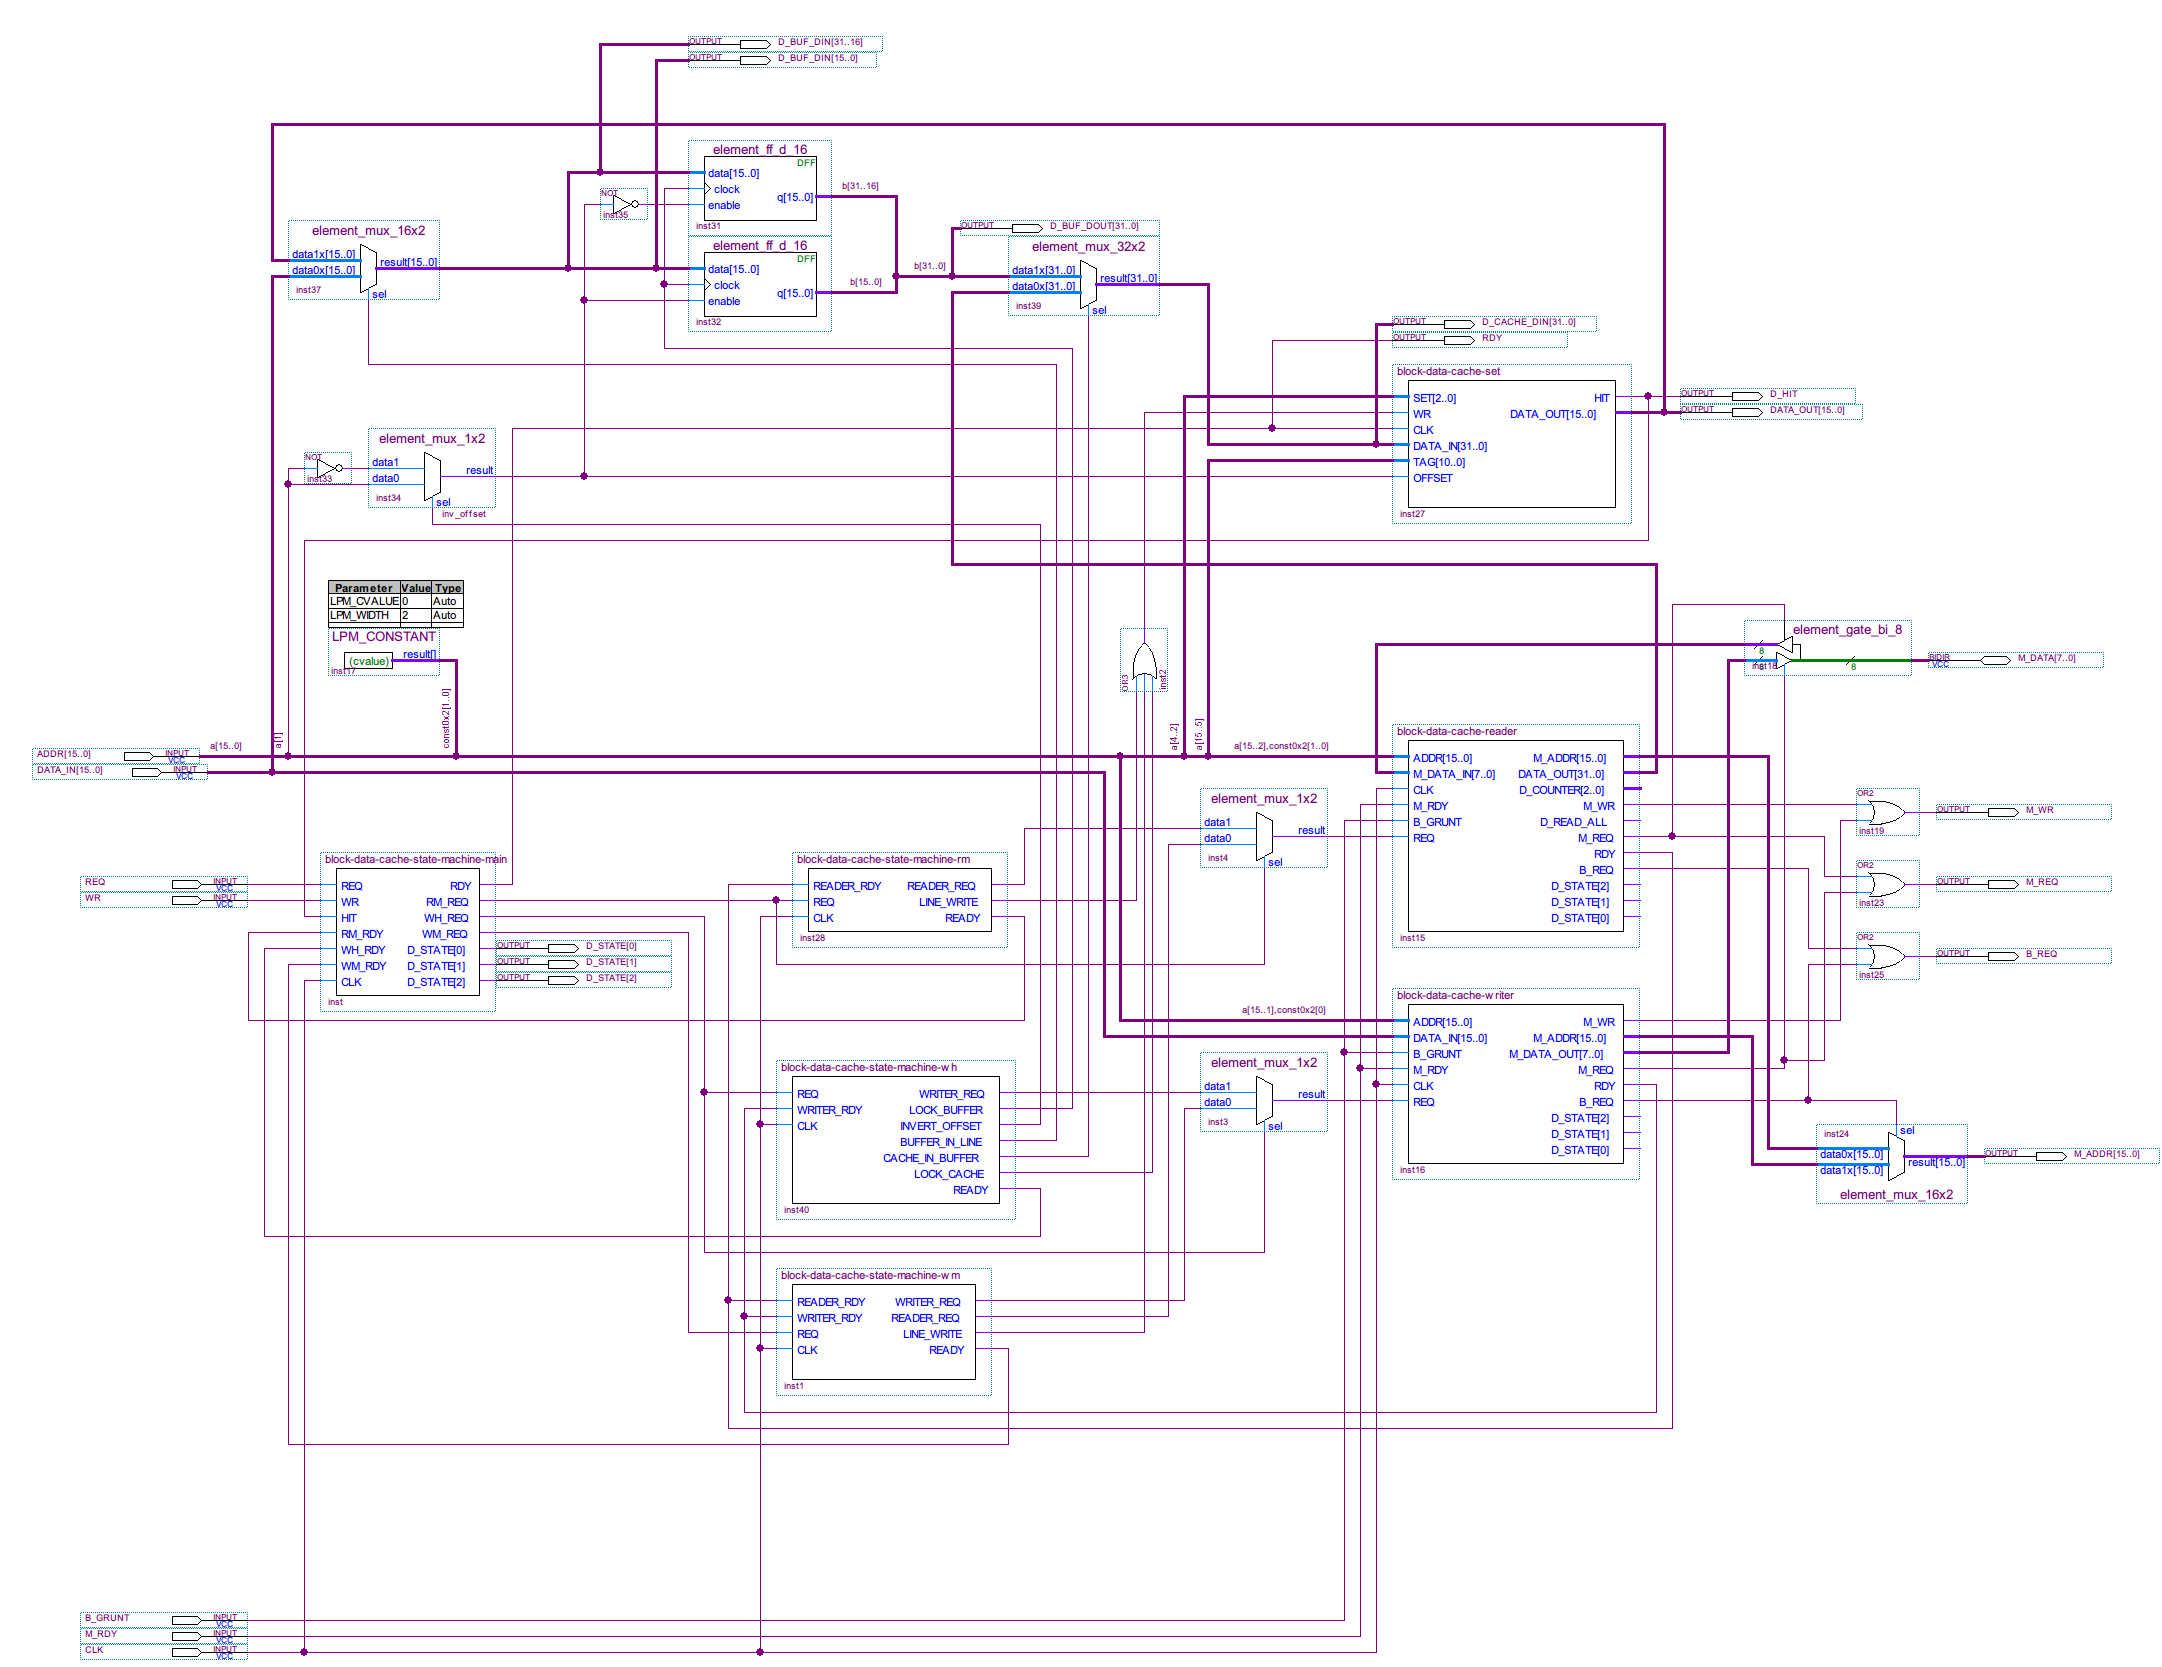 OUTPUT D_BUF_DIN[31..16]
OUTPUT D_BUF_DIN[15..0]
element_ff_d_16
DFF
data[15..0]
clock
enable
q[15..0]
inst31
b[31..16]
NOT
inst35
element_ff_d_16
DFF
data[15..0]
clock
enable
q[15..0]
inst32
b[15..0]
b[31..0]
element_mux_16x2
data1x[15..0]
data0x[15..0]
result[15..0]
sel
inst37
OUTPUT D_BUF_DOUT[31..0]
element_mux_32x2
data1x[31..0]
data0x[31..0]
result[31..0]
sel
inst39
OUTPUT D_CACHE_DIN[31..0]
OUTPUT RDY
block-data-cache-set
SET[2..0]
WR
CLK
DATA_IN[31..0]
TAG[10..0]
OFFSET
HIT
DATA_OUT[15..0]
inst27
OUTPUT D_HIT
OUTPUT DATA_OUT[15..0]
NOT
inst33
element_mux_1x2
data1
data0
result
sel
inst34
inv_offset
Parameter Value Type
LPM_CVALUE 0 Auto
LPM_WIDTH 2 Auto
LPM_CONSTANT
(cvalue)
result[]
inst17
const0x2[1..0]
OR3
inst2
element_gate_bi_8
8
8
inst18
BIDIR
VCC
M_DATA[7..0]
ADDR[15..0] INPUT
VCC
DATA_IN[15..0] INPUT
VCC
a[15..0]
a[1]
a[4..2]
a[15..5]
a[15..2],const0x2[1..0]
block-data-cache-reader
ADDR[15..0]
M_DATA_IN[7..0]
CLK
M_RDY
B_GRUNT
REQ
M_ADDR[15..0]
DATA_OUT[31..0]
D_COUNTER[2..0]
M_WR
D_READ_ALL
M_REQ
RDY
B_REQ
D_STATE[2]
D_STATE[1]
D_STATE[0]
inst15
element_mux_1x2
data1
data0
result
sel
inst4
OR2
inst19
OUTPUT M_WR
OR2
inst23
OUTPUT M_REQ
OR2
inst25
OUTPUT B_REQ
REQ INPUT
VCC
WR INPUT
VCC
block-data-cache-state-machine-main
REQ
WR
HIT
RM_RDY
WH_RDY
WM_RDY
CLK
RDY
RM_REQ
WH_REQ
WM_REQ
D_STATE[0]
D_STATE[1]
D_STATE[2]
inst
OUTPUT D_STATE[0]
OUTPUT D_STATE[1]
OUTPUT D_STATE[2]
block-data-cache-state-machine-rm
READER_RDY
REQ
CLK
READER_REQ
LINE_WRITE
READY
inst28
a[15..1],const0x2[0]
block-data-cache-writer
ADDR[15..0]
DATA_IN[15..0]
B_GRUNT
M_RDY
CLK
REQ
M_WR
M_ADDR[15..0]
M_DATA_OUT[7..0]
M_REQ
RDY
B_REQ
D_STATE[2]
D_STATE[1]
D_STATE[0]
inst16
block-data-cache-state-machine-wh
REQ
WRITER_RDY
CLK
WRITER_REQ
LOCK_BUFFER
INVERT_OFFSET
BUFFER_IN_LINE
CACHE_IN_BUFFER
LOCK_CACHE
READY
inst40
element_mux_1x2
data1
data0
result
sel
inst3
inst24
sel
data0x[15..0]
data1x[15..0]
result[15..0]
element_mux_16x2
OUTPUT M_ADDR[15..0]
block-data-cache-state-machine-wm
READER_RDY
WRITER_RDY
REQ
CLK
WRITER_REQ
READER_REQ
LINE_WRITE
READY
inst1
B_GRUNT INPUT
VCC
M_RDY INPUT
VCC
CLK INPUT
VCC